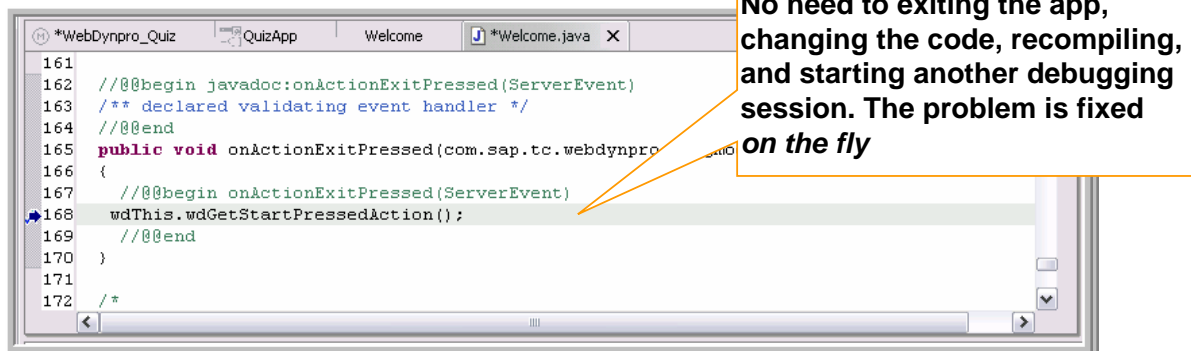 No need to exiting the app,
changing the code, recompiling,
and starting another debugging
session. The problem is fixed
on the fly
*WebDynpro_Quiz QuizApp Welcome *Welcome.java
161
162 //@@begin javadoc:onActionExitPressed(ServerEvent)
163 /** declared validating event handler */
164 //@@end
165 public void onActionExitPressed(com.sap.tc.webdynpro.
166 {
167 //@@begin onActionExitPressed(ServerEvent)
168 wdThis.wdGetStartPressedAction();
169 //@@end
170 }
171
172 /*